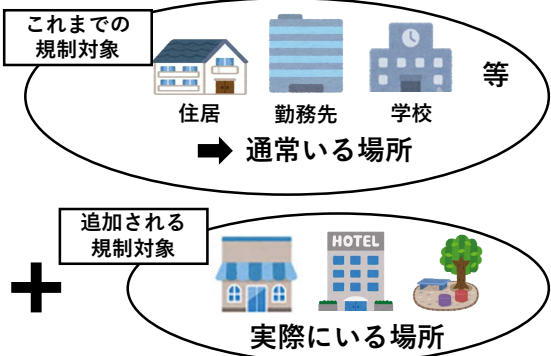 これまでの
規制対象
等
住居
勤務先
学校
➡ 通常いる場所
追加される
規制対象
+
HOTEL
実際にいる場所